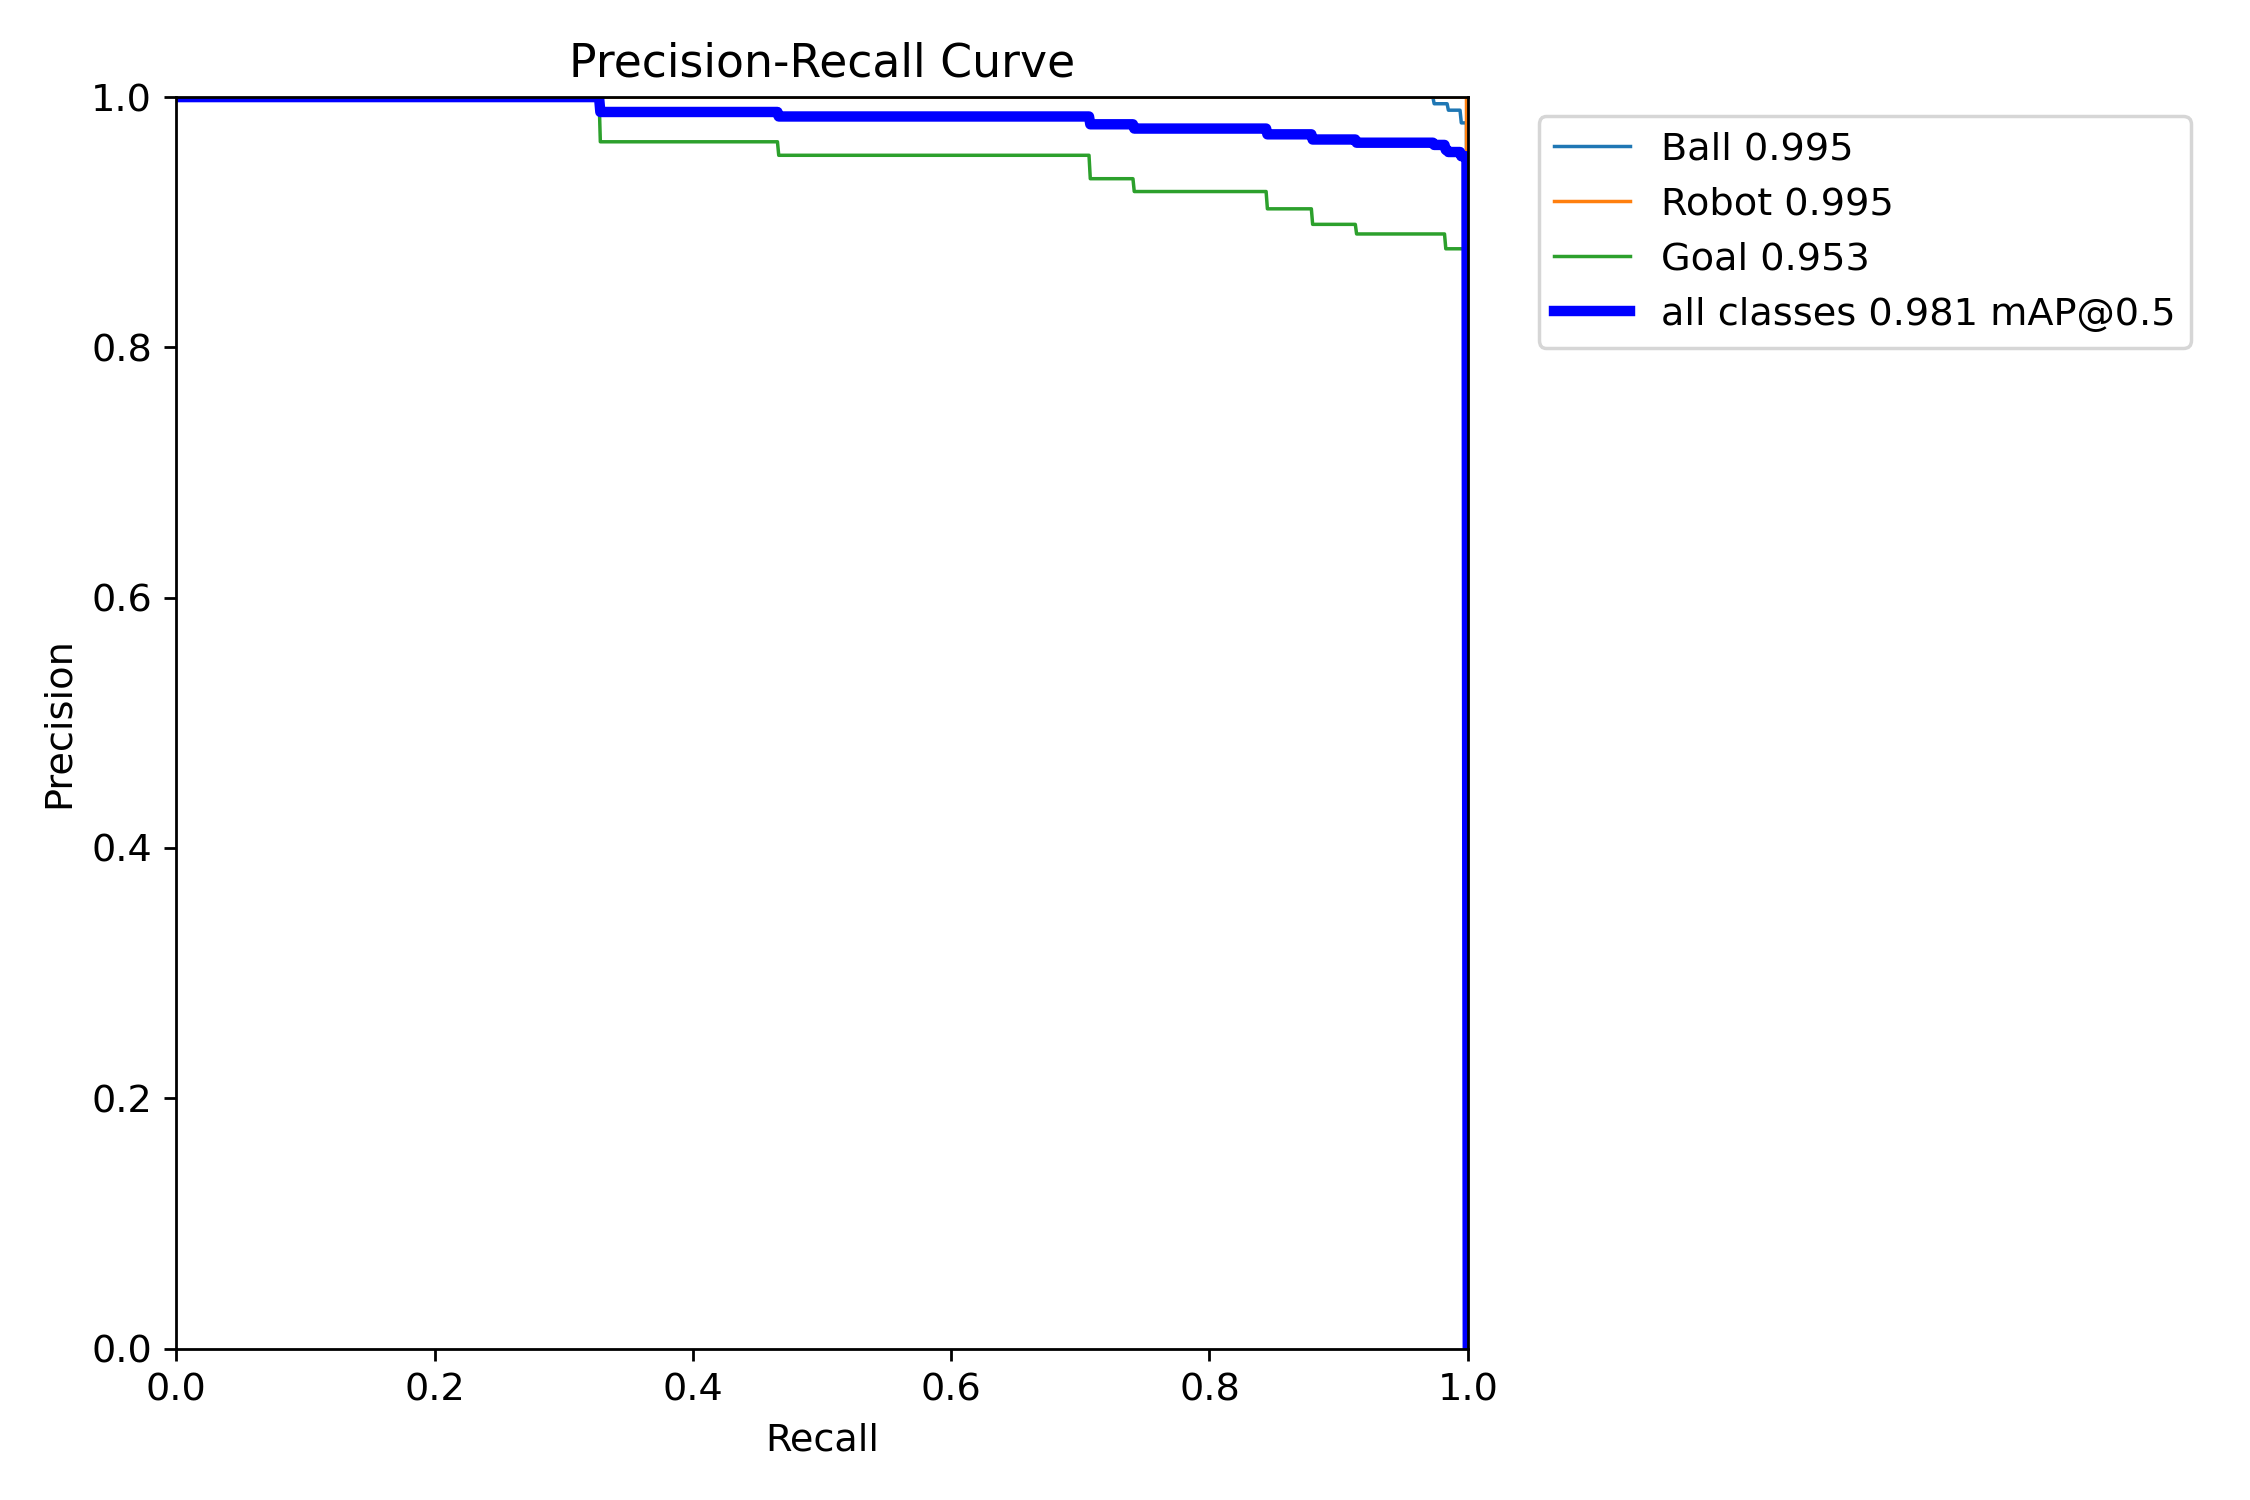 Precision-Recall Curve
1.0
0.8
0.6
0.4
0.2
0.0
Precision
0.0 0.2 0.4 0.6 0.8 1.0
Recall
Ball 0.995
Robot 0.995
Goal 0.953
all classes 0.981 mAP@0.5